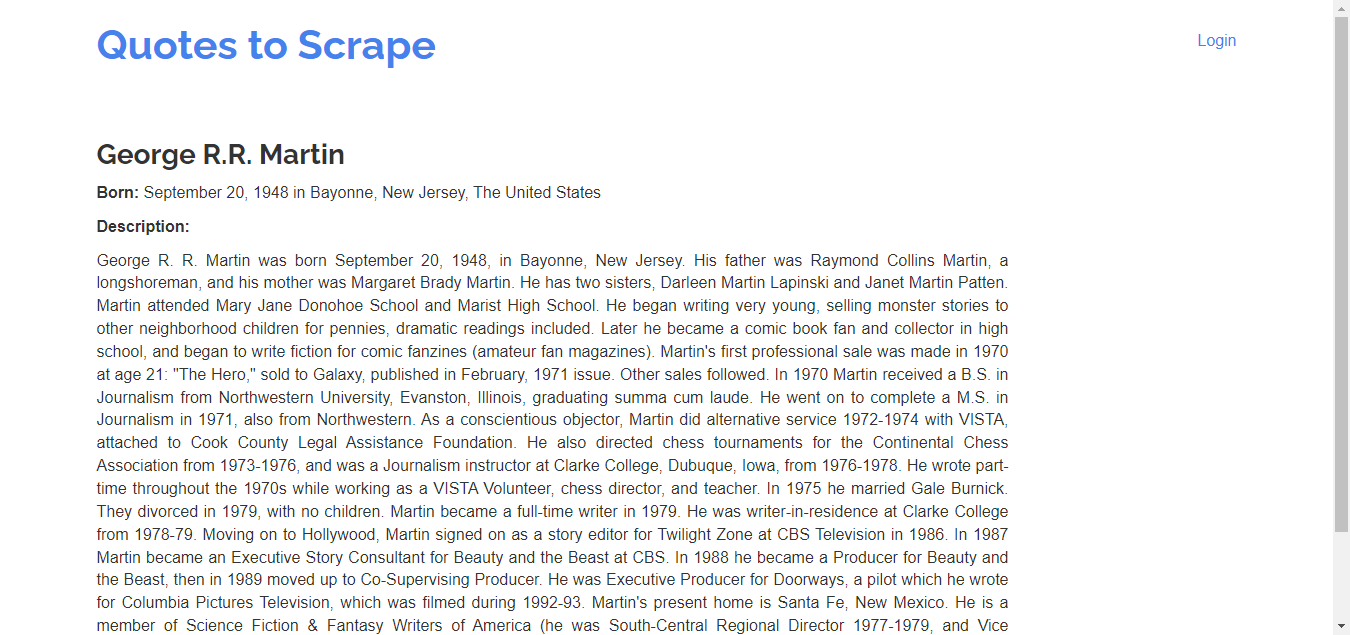 Quotes to Scrape
Login
George R.R. Martin
Born: September 20, 1948 in Bayonne, New Jersey, The United States
Description:
George R. R. Martin was born September 20, 1948, in Bayonne, New Jersey. His father was Raymond Collins Martin, a
longshoreman, and his mother was Margaret Brady Martin. He has two sisters, Darleen Martin Lapinski and Janet Martin Patten.
Martin attended Mary Jane Donohoe School and Marist High School. He began writing very young, selling monster stories to
other neighborhood children for pennies, dramatic readings included. Later he became a comic book fan and collector in high
school, and began to write fiction for comic fanzines (amateur fan magazines). Martin's first professional sale was made in 1970
at age 21: "The Hero," sold to Galaxy, published in February, 1971 issue. Other sales followed. In 1970 Martin received a B.S. in
Journalism from Northwestern University, Evanston, Illinois, graduating summa cum laude. He went on to complete a M.S. in
Journalism in 1971, also from Northwestern. As a conscientious objector, Martin did alternative service 1972-1974 with VISTA,
attached to Cook County Legal Assistance Foundation. He also directed chess tournaments for the Continental Chess
Association from 1973-1976, and was a Journalism instructor at Clarke College, Dubuque, Iowa, from 1976-1978. He wrote part-
time throughout the 1970s while working as a VISTA Volunteer, chess director, and teacher. In 1975 he married Gale Burnick.
They divorced in 1979, with no children. Martin became a full-time writer in 1979. He was writer-in-residence at Clarke College
from 1978-79. Moving on to Hollywood, Martin signed on as a story editor for Twilight Zone at CBS Television in 1986. In 1987
Martin became an Executive Story Consultant for Beauty and the Beast at CBS. In 1988 he became a Producer for Beauty and
the Beast, then in 1989 moved up to Co-Supervising Producer. He was Executive Producer for Doorways, a pilot which he wrote
for Columbia Pictures Television, which was filmed during 1992-93. Martin's present home is Santa Fe, New Mexico. He is a
member of Science Fiction & Fantasy Writers of America (he was South-Central Regional Director 1977-1979, and Vice